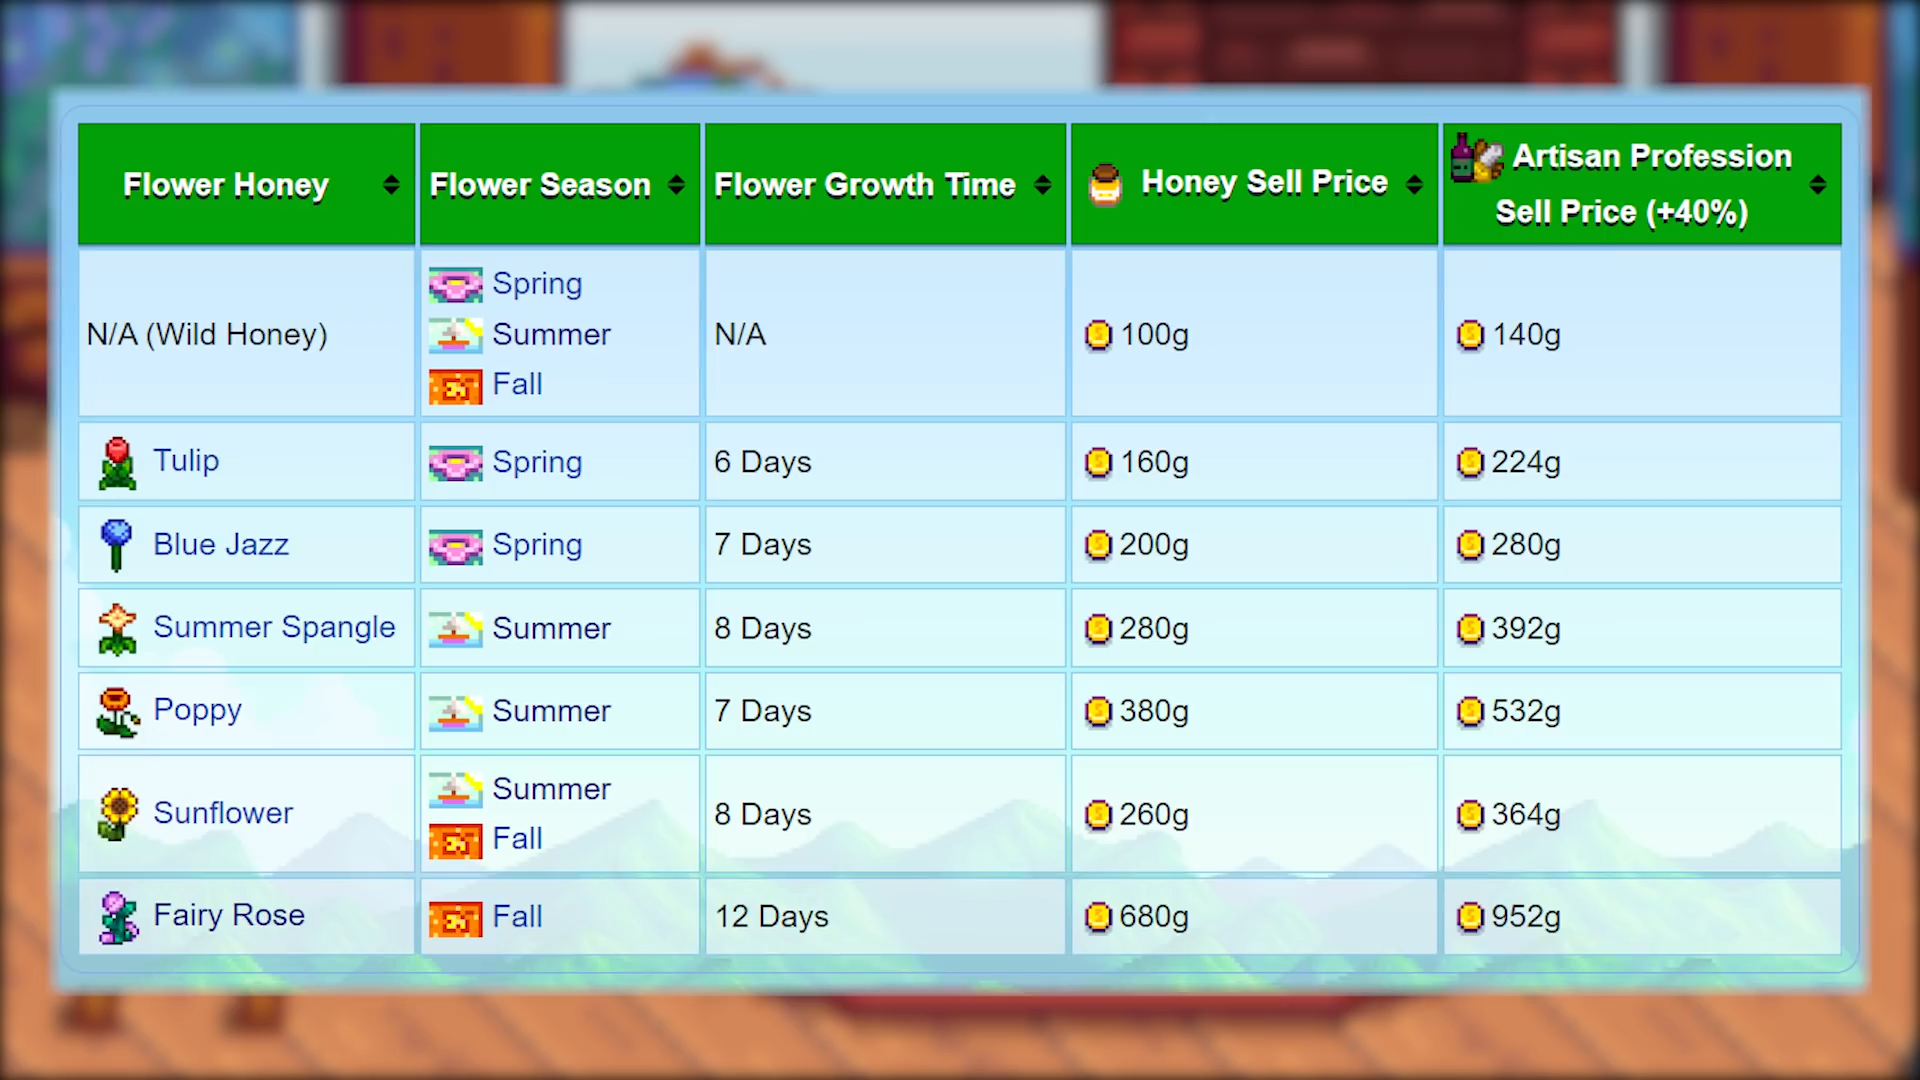 Flower Honey
Flower Season
Flower Growth Time
Honey Sell Price
Artisan Profession
Sell Price (+40%)
N/A (Wild Honey)
Spring
Summer
Fall
N/A
100g
140g
Tulip
Spring
6 Days
160g
224g
Blue Jazz
Spring
7 Days
200g
280g
Summer Spangle
Summer
8 Days
280g
392g
Poppy
Summer
7 Days
380g
532g
Sunflower
Summer
Fall
8 Days
260g
364g
Fairy Rose
Fall
12 Days
680g
952g